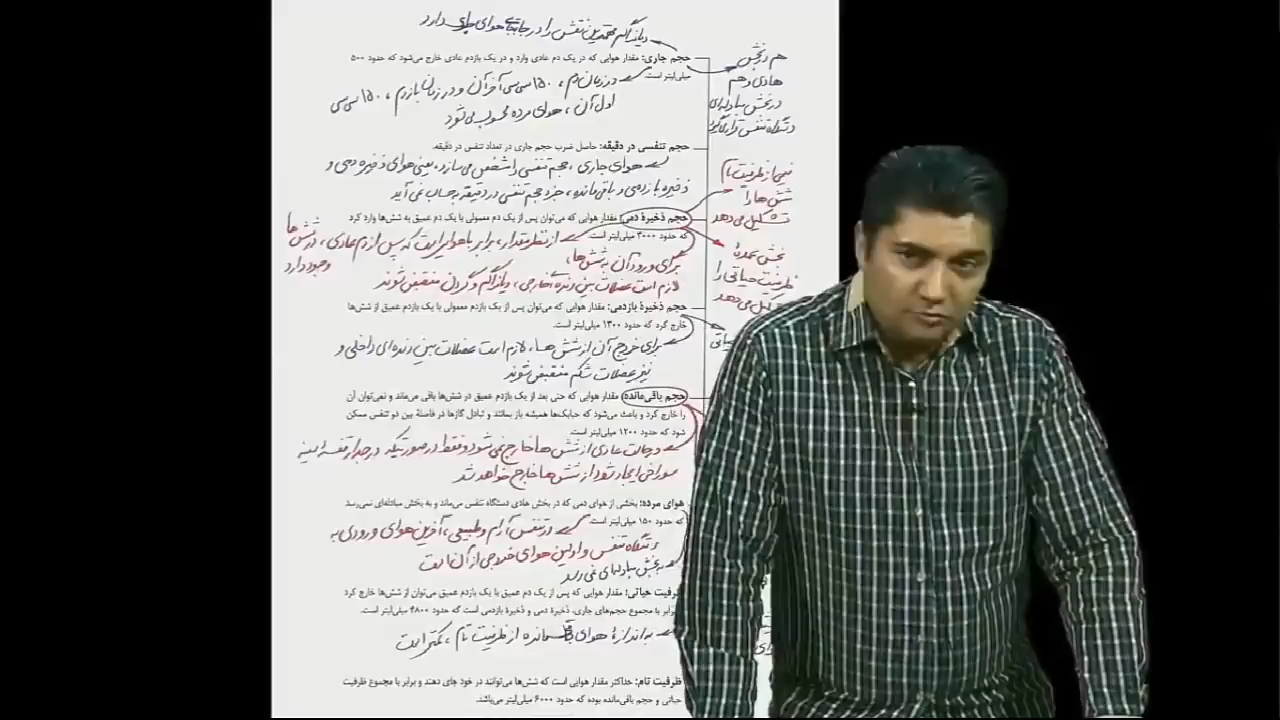 دیافراگم مهمترین نقش را در جابجایی هوای جاری دارد
حجم جاری: مقدار هوایی که در یک دم عادی وارد و در یک بازدم عادی خارج می‌شود که حدود ۵۰۰
میلی‌لیتر است.
در زمان دم، ۱۵۰ سی سی آخر آن و در زمان بازدم، ۱۵۰ سی سی
اول آن، هوای مرده محسوب می شود
هم در بخش
هادی و هم
در بخش مبادله‌ای
دستگاه تنفس قرار می‌گیرد
حجم تنفسی در دقیقه: حاصل ضرب حجم جاری در تعداد تنفس در دقیقه.
هوای جاری، حجم تنفسی را مشخص می سازد. یعنی هوای ذخیره دمی و
ذخیره بازدمی و باقی مانده، جزء حجم تنفسی در دقیقه به حساب نمی آید
نیمی از ظرفیت تام
شش ها را
تشکیل می دهد
حجم ذخیرهٔ دمی: مقدار هوایی که می‌توان پس از یک دم معمولی با یک دم عمیق به شش‌ها وارد کرد
که حدود ۳۰۰۰ میلی‌لیتر است.
از نظر مقدار، برابر با هوایی است که پس از دم عادی، در شش ها
وجود دارد
برای ورود آن به شش ها،
لازم است عضلات بین دنده ای خارجی، دیافراگم و گردن منقبض شوند
بخش عمدهٔ
ظرفیت حیاتی را
تشکیل می دهد
حجم ذخیرهٔ بازدمی: مقدار هوایی که می‌توان پس از یک بازدم معمولی با یک بازدم عمیق از شش‌ها
خارج کرد که حدود ۱۳۰۰ میلی‌لیتر است.
برای خروج آن از شش ها، لازم است عضلات بین دنده ای داخلی و
نیز عضلات شکم منقبض شوند
حجم باقی‌مانده: مقدار هوایی که حتی بعد از یک بازدم عمیق در شش‌ها باقی می‌ماند و نمی‌توان آن
را خارج کرد و باعث می‌شود که حبابک‌ها همیشه باز بمانند و تبادل گازها در فاصلهٔ بین دو تنفس ممکن
شود که حدود ۱۲۰۰ میلی‌لیتر است.
در حالت عادی از شش ها خارج نمی شود و فقط در صورتیکه در جدار قفسه سینه
سوراخی ایجاد شود از شش ها خارج خواهد شد
هوای مرده: بخشی از هوای دمی که در بخش هادی دستگاه تنفس می‌ماند و به بخش مبادله‌ای نمی‌رسد
که حدود ۱۵۰ میلی‌لیتر است.
در تنفس آرام و طبیعی، آخرین هوای ورودی به
دستگاه تنفس و اولین هوای خروجی از آن است
به بخش مبادله‌ای نمی رسد
ظرفیت حیاتی: مقدار هوایی که پس از یک دم عمیق با یک بازدم عمیق می‌توان از شش‌ها خارج کرد
برابر با مجموع حجم‌های جاری، ذخیرهٔ دمی و ذخیرهٔ بازدمی است که حدود ۴۸۰۰ میلی‌لیتر است.
به اندازهٔ هوای باقیمانده از ظرفیت تام، کمتر است
ظرفیت تام: حداکثر مقدار هوایی است که شش‌ها می‌توانند در خود جای دهند و برابر با مجموع ظرفیت
حیاتی و حجم باقی‌مانده بوده که حدود ۶۰۰۰ میلی‌لیتر می‌باشد.